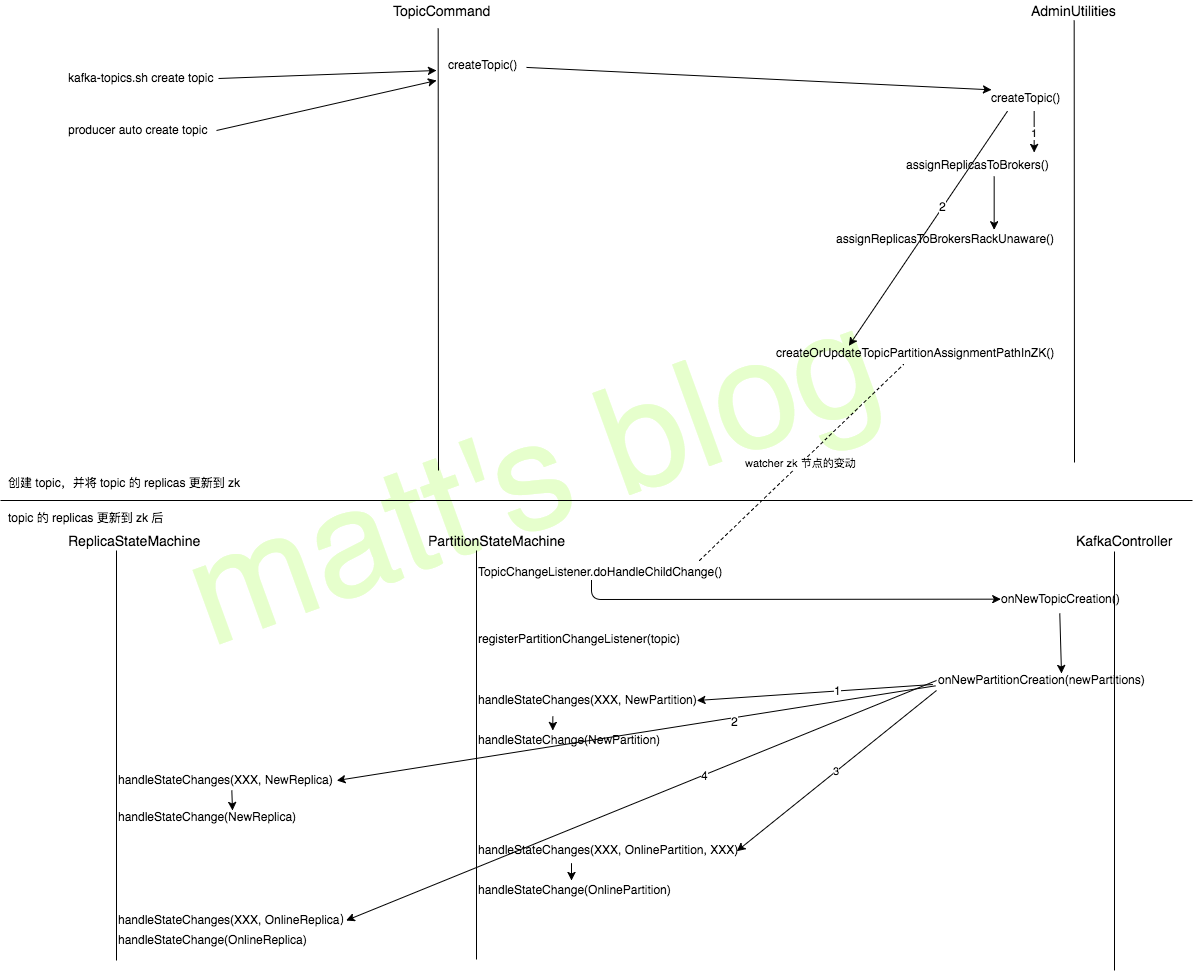 TopicCommand
AdminUtilities
createTopic()
kafka-topics.sh create topic
createTopic()
producer auto create topic
1
assignReplicasToBrokers()
2
assignReplicasToBrokersRackUnaware()
createOrUpdateTopicPartitionAssignmentPathInZK()
matt's blog
watcher zk 节点的变动
创建 topic，并将 topic 的 replicas 更新到 zk
topic 的 replicas 更新到 zk 后
ReplicaStateMachine
PartitionStateMachine
KafkaController
TopicChangeListener.doHandleChildChange()
onNewTopicCreation()
registerPartitionChangeListener(topic)
onNewPartitionCreation(newPartitions)
1
handleStateChanges(XXX, NewPartition)
2
handleStateChange(NewPartition)
4
3
handleStateChanges(XXX, NewReplica)
handleStateChange(NewReplica)
handleStateChanges(XXX, OnlinePartition, XXX)
handleStateChange(OnlinePartition)
handleStateChanges(XXX, OnlineReplica)
handleStateChange(OnlineReplica)